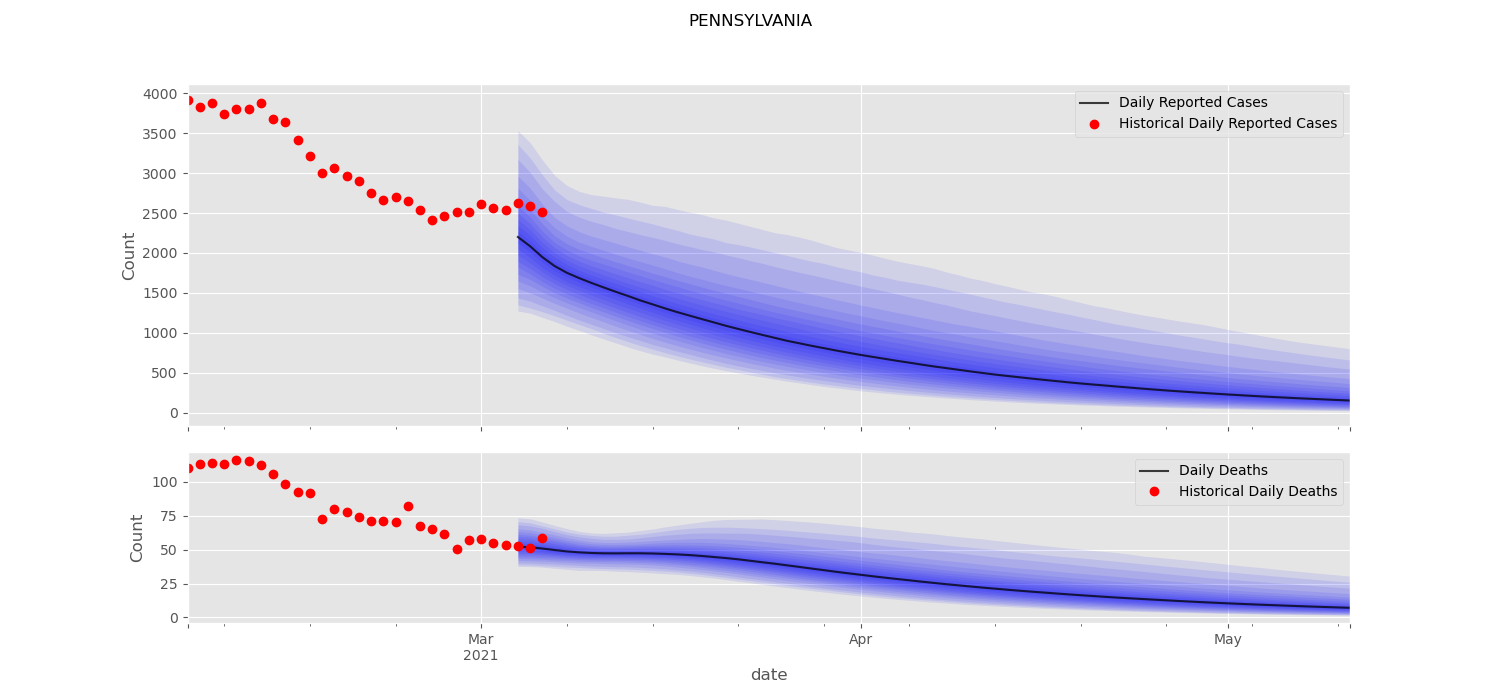 PENNSYLVANIA
4000
3500
3000
2500
2000
1500
1000
500
0
Count
Daily Reported Cases
Historical Daily Reported Cases
100
75
50
25
0
Count
Daily Deaths
Historical Daily Deaths
Mar
2021
Apr
May
date